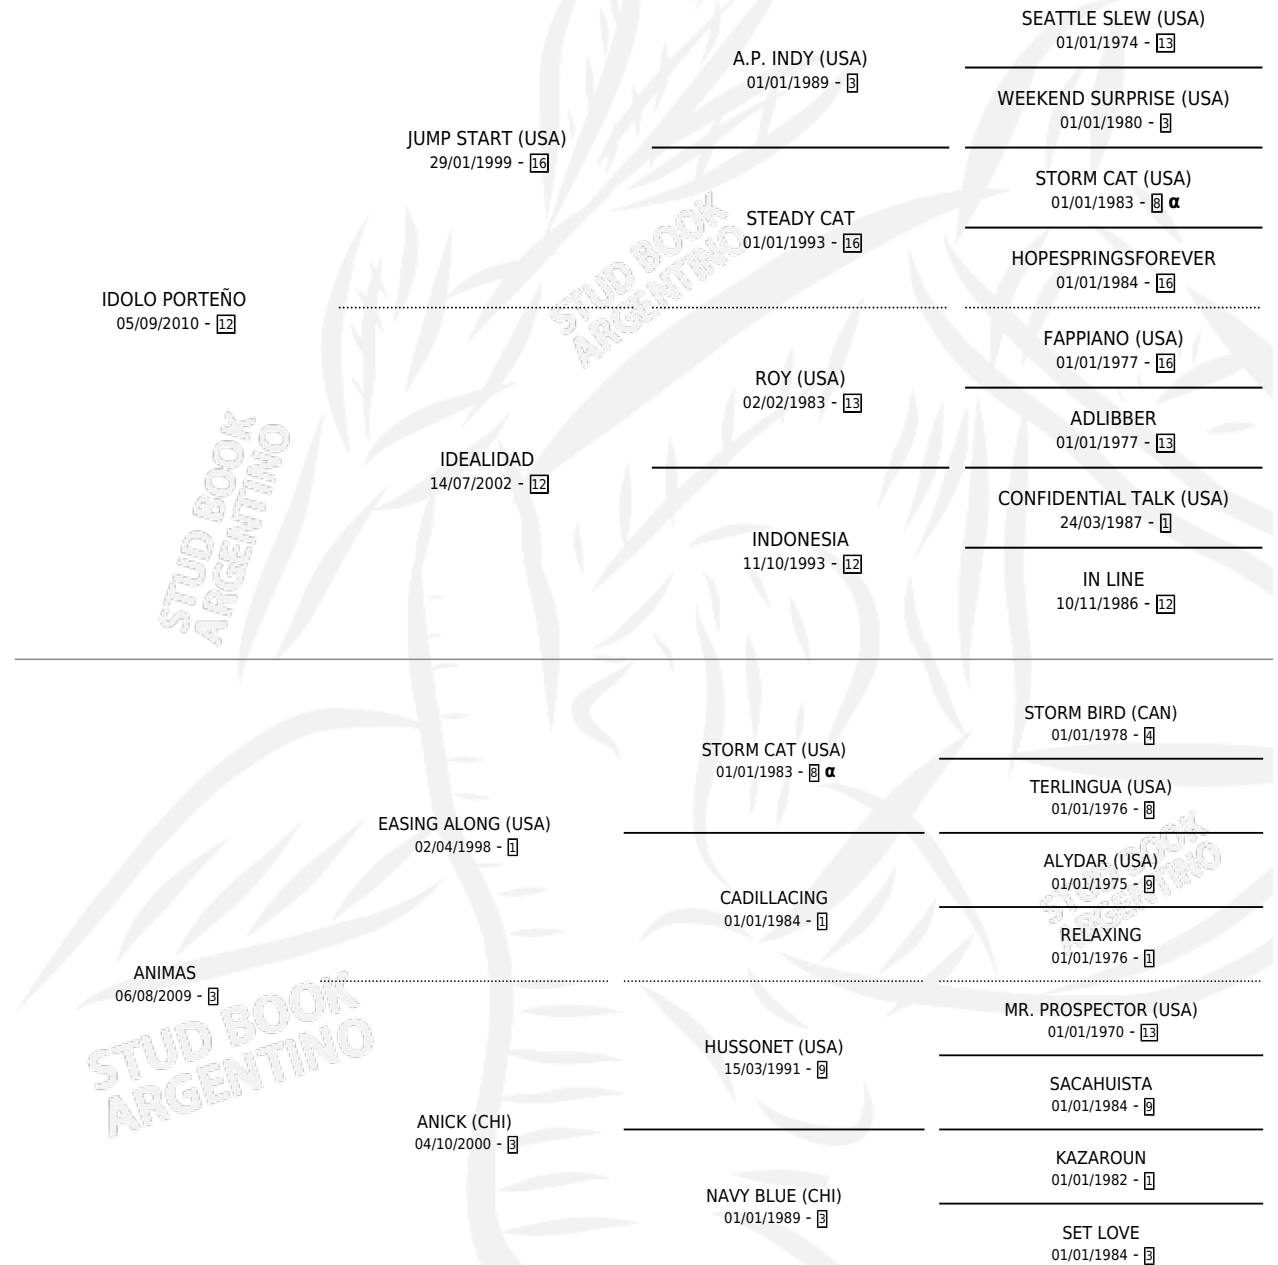 SEATTLE SLEW (USA)
01/01/1974 - 13
A.P. INDY (USA)
01/01/1989 - 3
WEEKEND SURPRISE (USA)
01/01/1980 - 3
JUMP START (USA)
29/01/1999 - 16
STORM CAT (USA)
01/01/1983 - 8 α
STEADY CAT
01/01/1993 - 16
HOPESPRINGSFOREVER
01/01/1984 - 16
IDOLO PORTEÑO
05/09/2010 - 12
FAPPIANO (USA)
01/01/1977 - 16
ROY (USA)
02/02/1983 - 13
ADLIBBER
01/01/1977 - 13
IDEALIDAD
14/07/2002 - 12
CONFIDENTIAL TALK (USA)
24/03/1987 - 1
INDONESIA
11/10/1993 - 12
IN LINE
10/11/1986 - 12
STORM BIRD (CAN)
01/01/1978 - 4
STORM CAT (USA)
01/01/1983 - 8 α
TERLINGUA (USA)
01/01/1976 - 8
EASING ALONG (USA)
02/04/1998 - 1
ALYDAR (USA)
01/01/1975 - 9
CADILLACING
01/01/1984 - 1
RELAXING
01/01/1976 - 1
ANIMAS
06/08/2009 - 3
MR. PROSPECTOR (USA)
01/01/1970 - 13
HUSSONET (USA)
15/03/1991 - 9
SACAHUISTA
01/01/1984 - 9
ANICK (CHI)
04/10/2000 - 3
KAZAROUN
01/01/1982 - 1
NAVY BLUE (CHI)
01/01/1989 - 3
SET LOVE
01/01/1984 - 3
STUD BOOK
ARGENTINO
STUD BOOK
ARGENTINO
STUD BOOK
ARGENTINO
STUD BOOK
ARGENTINO